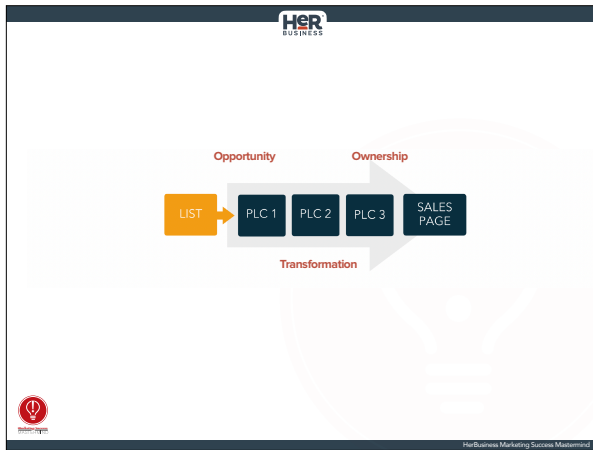 HER
BUSINESS
Opportunity
Ownership
LIST
PLC 1
PLC 2
PLC 3
SALES
PAGE
Transformation
HerBusiness Marketing Success Mastermind